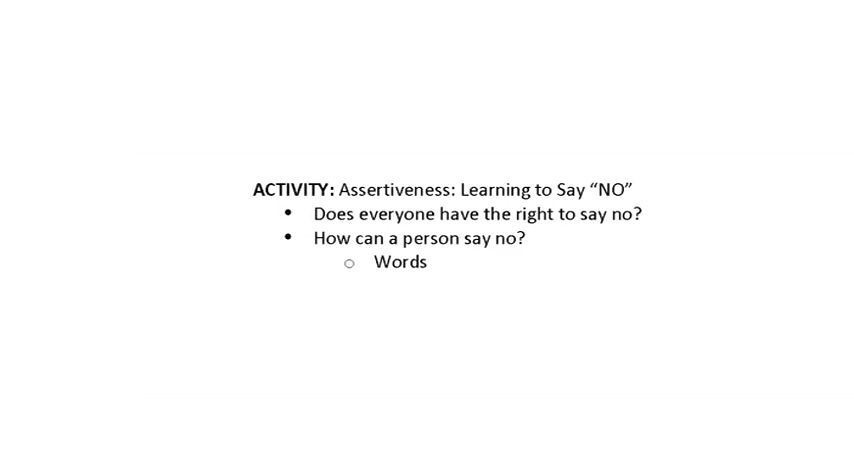 ACTIVITY: Assertiveness: Learning to Say “NO”
• Does everyone have the right to say no?
• How can a person say no?
○ Words